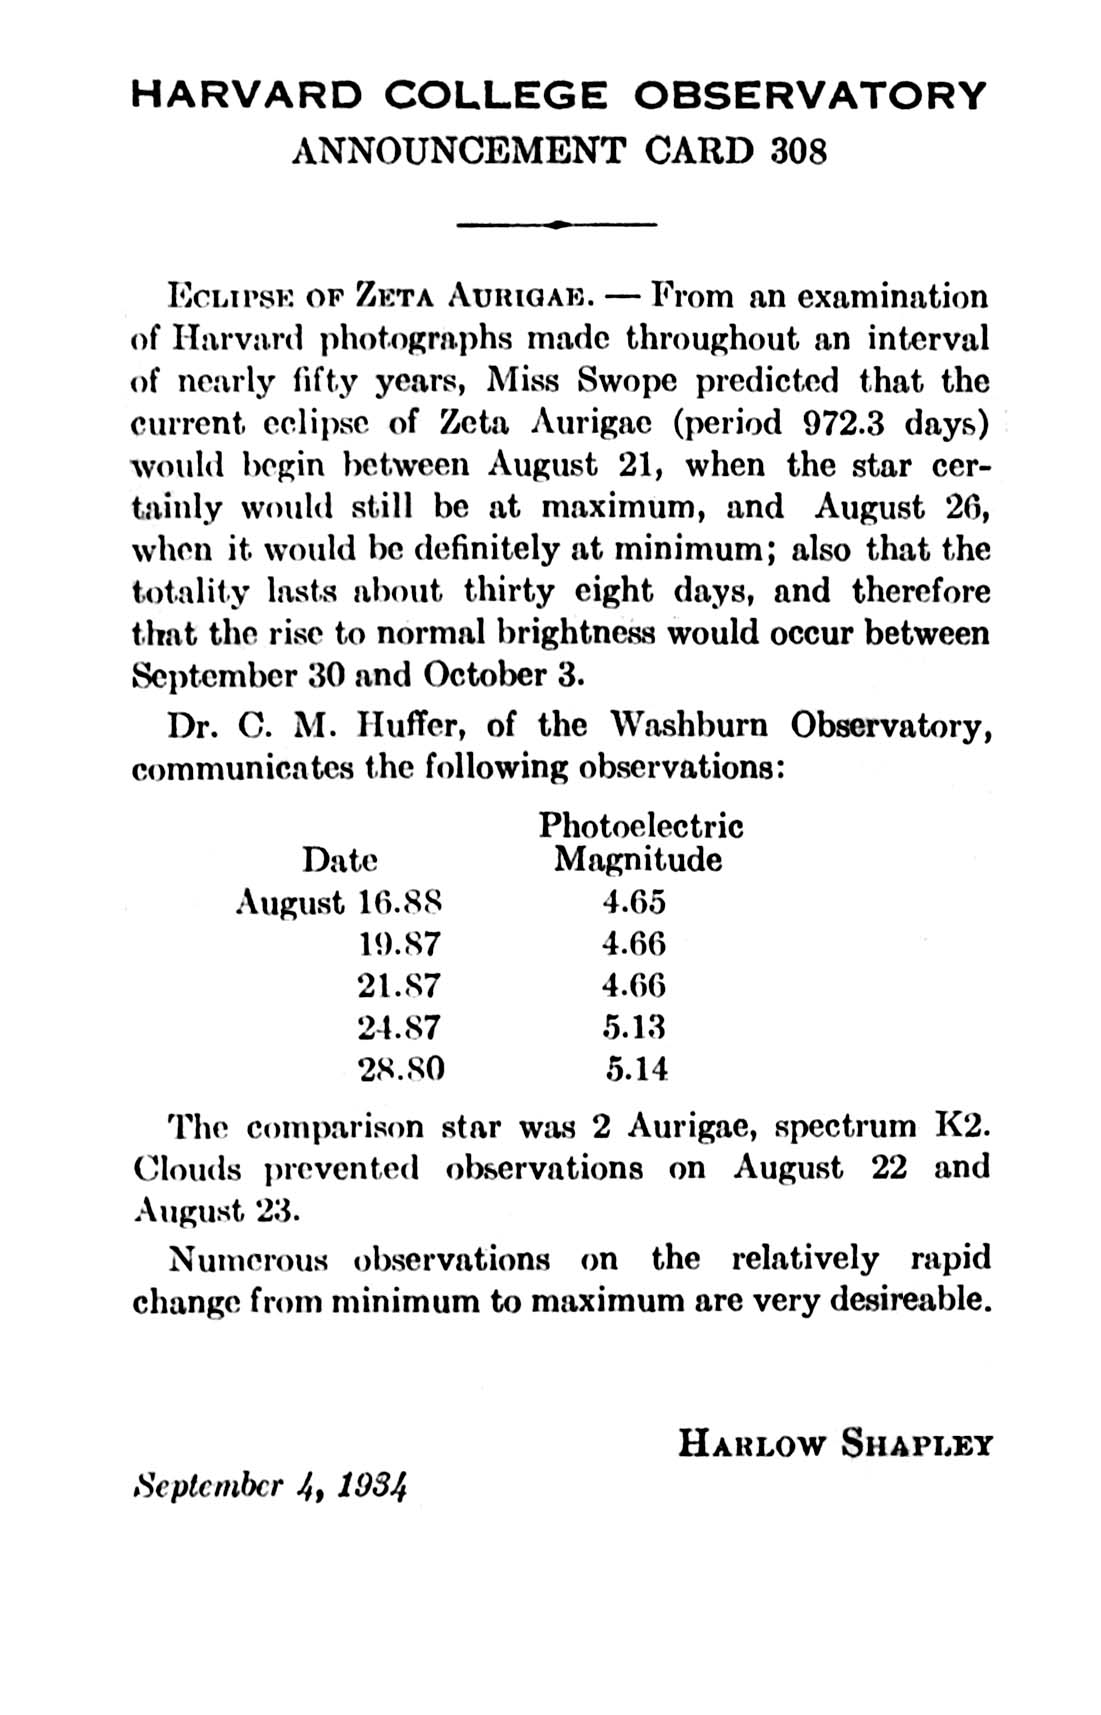 HARVARD COLLEGE OBSERVATORY
ANNOUNCEMENT CARD 308
ECLIPSE OF ZETA AURIGAE. — From an examination
of Harvard photographs made throughout an interval
of nearly fifty years, Miss Swope predicted that the
current eclipse of Zeta Aurigae (period 972.3 days)
would begin between August 21, when the star cer-
tainly would still be at maximum, and August 26,
when it would be definitely at minimum; also that the
totality lasts about thirty eight days, and therefore
that the rise to normal brightness would occur between
September 30 and October 3.
Dr. C. M. Huffer, of the Washburn Observatory,
communicates the following observations:
Photoelectric
Date Magnitude
August 16.88 4.65
19.87 4.66
21.87 4.66
24.87 5.13
28.80 5.14
The comparison star was 2 Aurigae, spectrum K2.
Clouds prevented observations on August 22 and
August 23.
Numerous observations on the relatively rapid
change from minimum to maximum are very desireable.
HARLOW SHAPLEY
September 4, 1934